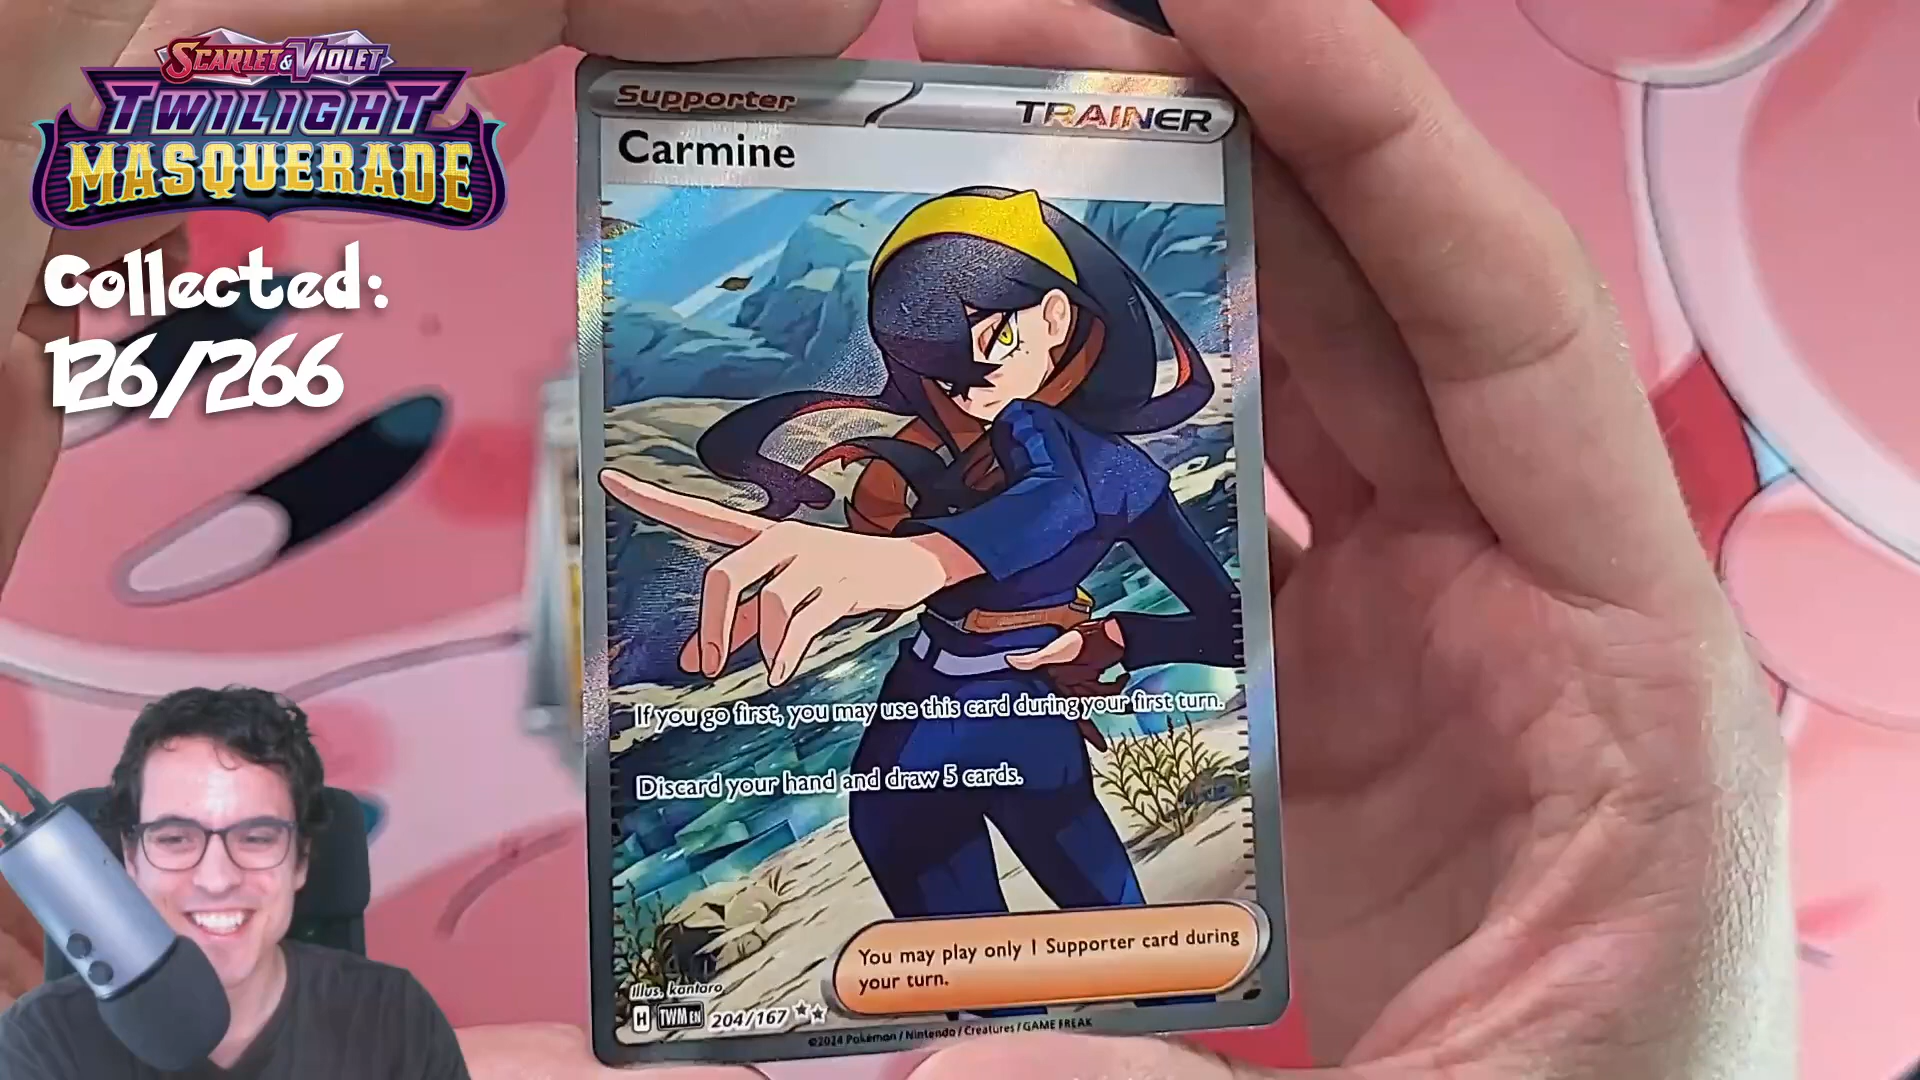 SCARLET & VIOLET
TWILIGHT
MASQUERADE
Collected:
126/266
Supporter
TRAINER
Carmine
If you go first, you may use this card during your first turn.
Discard your hand and draw 5 cards.
You may play only 1 Supporter card during
your turn.
Illus. kantaro
H TWM EN 204/167
©2024 Pokémon / Nintendo / Creatures / GAME FREAK